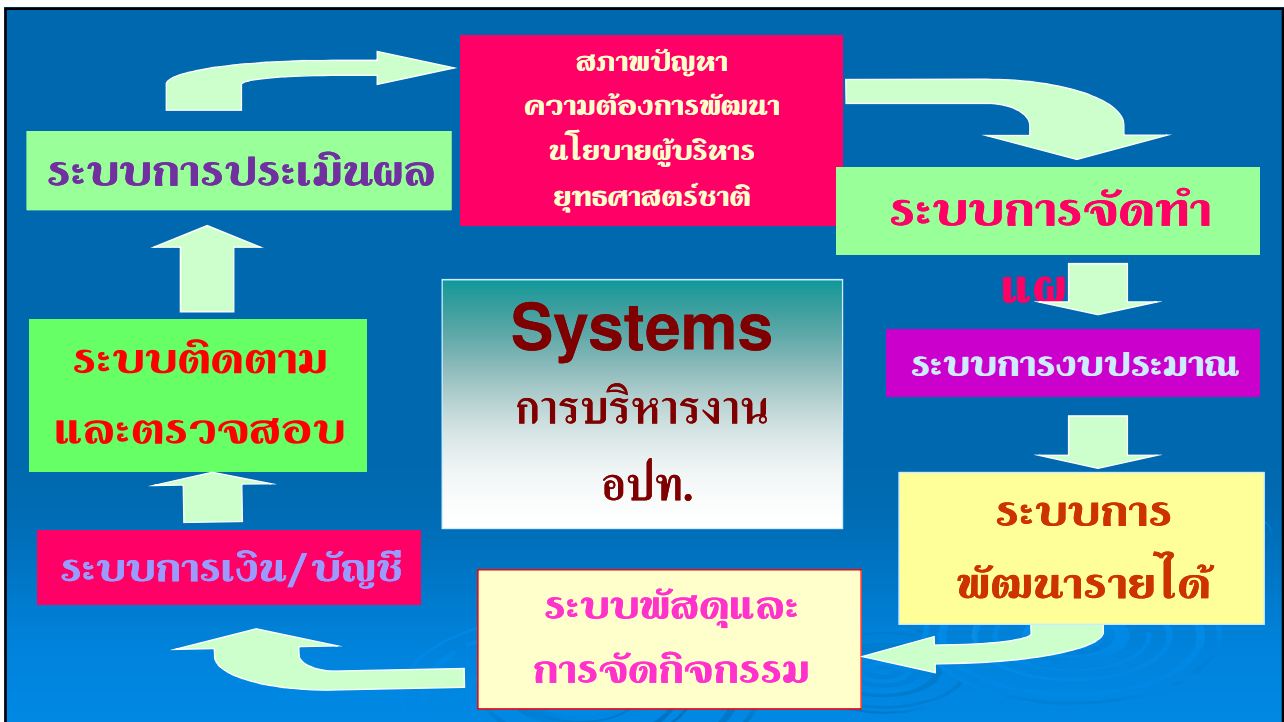 สภาพปัญหา
ความต้องการพัฒนา
นโยบายผู้บริหาร
ยุทธศาสตร์ชาติ
ระบบการจัดทำ
แผ
ระบบการงบประมาณ
ระบบการ
พัฒนารายได้
ระบบพัสดุและ
การจัดกิจกรรม
ระบบการเงิน/บัญชี
ระบบติดตาม
และตรวจสอบ
ระบบการประเมินผล
Systems
การบริหารงาน
อปท.